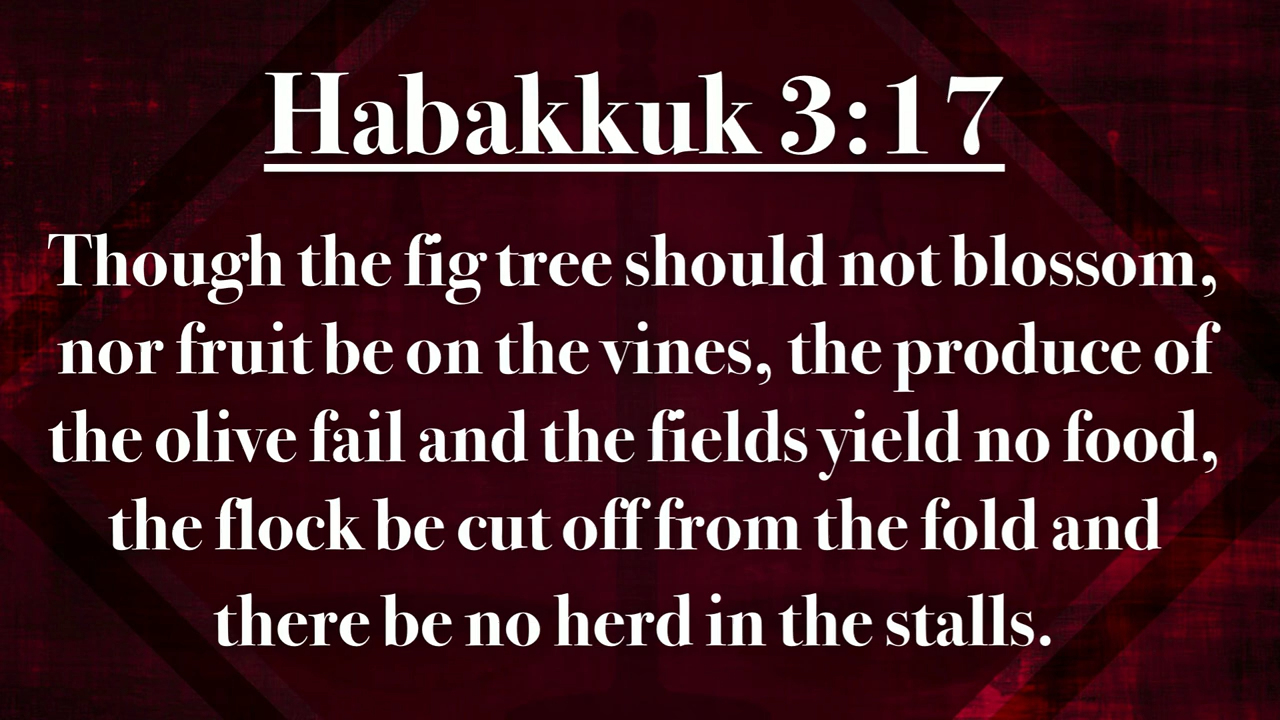 Habakkuk 3:17
Though the fig tree should not blossom,
nor fruit be on the vines, the produce of
the olive fail and the fields yield no food,
the flock be cut off from the fold and
there be no herd in the stalls.